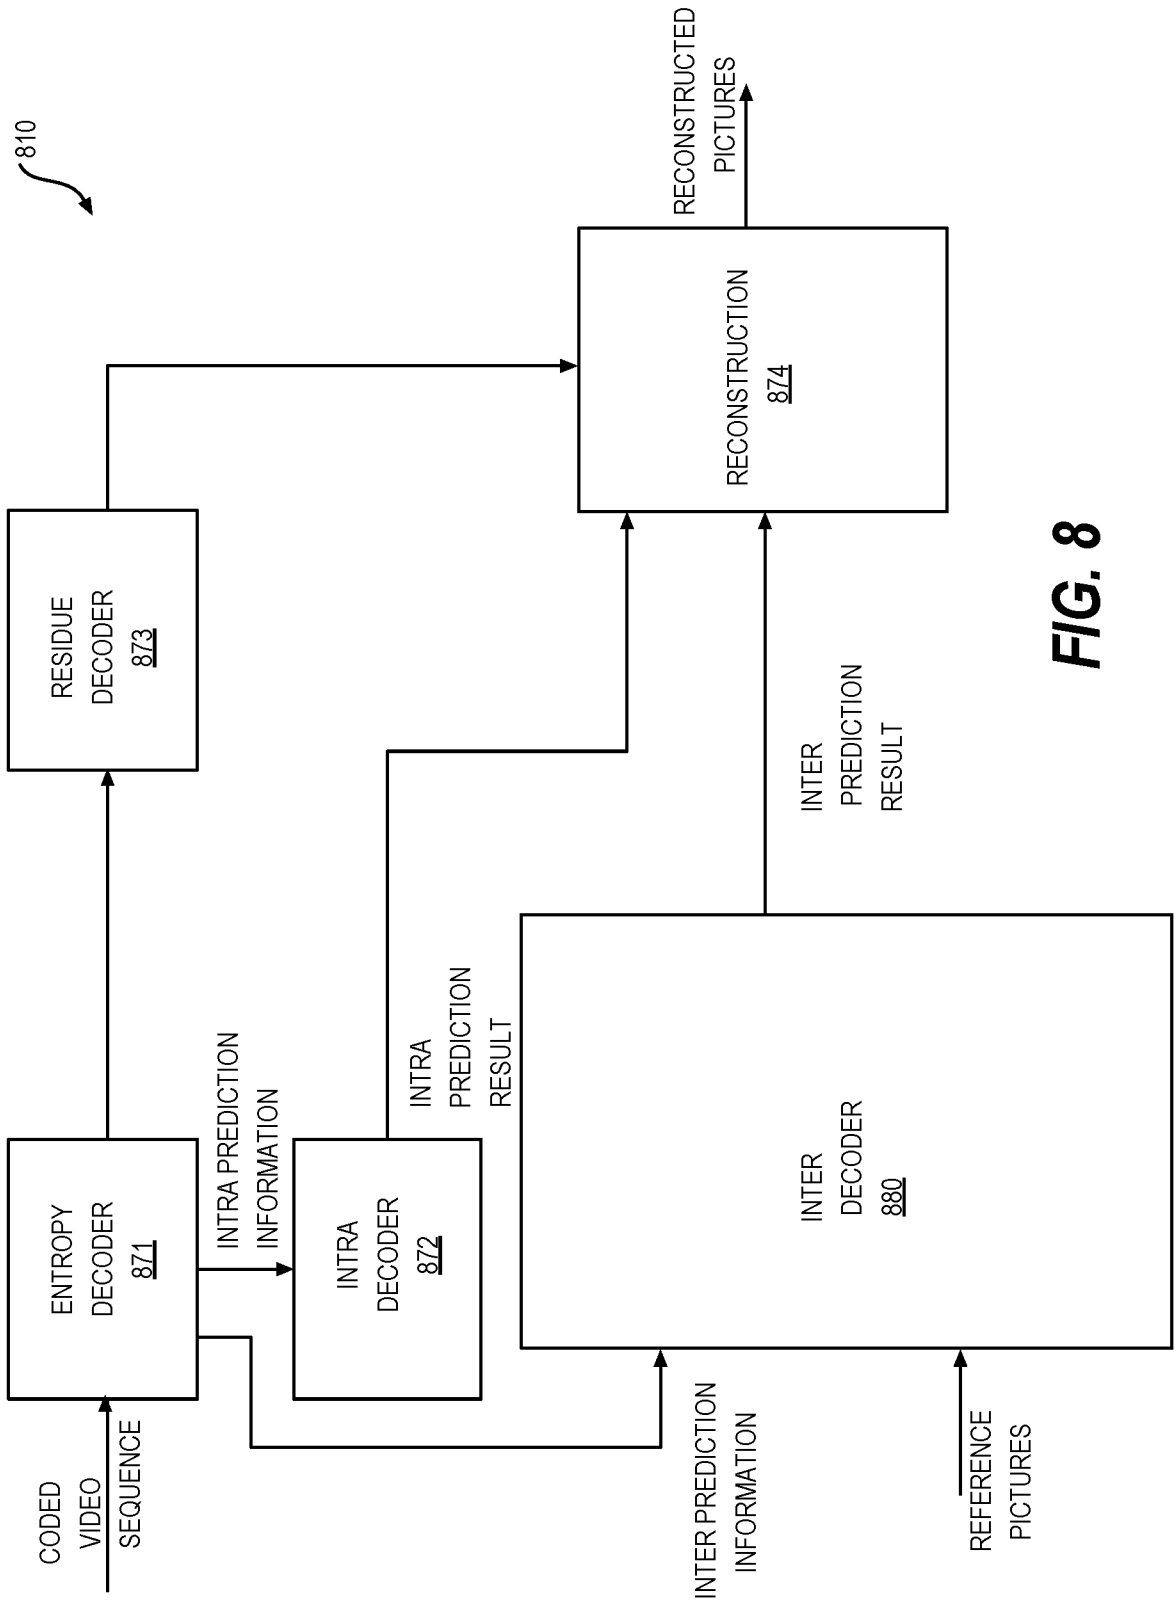 810
CODED
VIDEO
SEQUENCE
ENTROPY
DECODER
871
RESIDUE
DECODER
873
INTRA PREDICTION
INFORMATION
INTRA
DECODER
872
INTRA
PREDICTION
RESULT
RECONSTRUCTED
PICTURES
RECONSTRUCTION
874
INTER PREDICTION
INFORMATION
INTER
DECODER
880
INTER
PREDICTION
RESULT
REFERENCE
PICTURES
FIG. 8